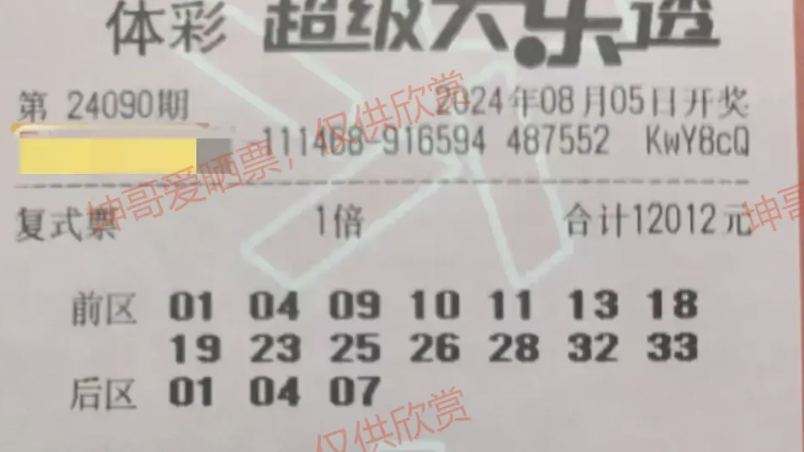 体彩 超级大乐透
第 24090期 2024年08月05日开奖
111468-916594 487552 KwY8cQ
复式票 1倍 合计12012元
前区 01 04 09 10 11 13 18
19 23 25 26 28 32 33
后区 01 04 07
坤哥爱晒票，仅供欣赏
坤哥
仅供欣赏